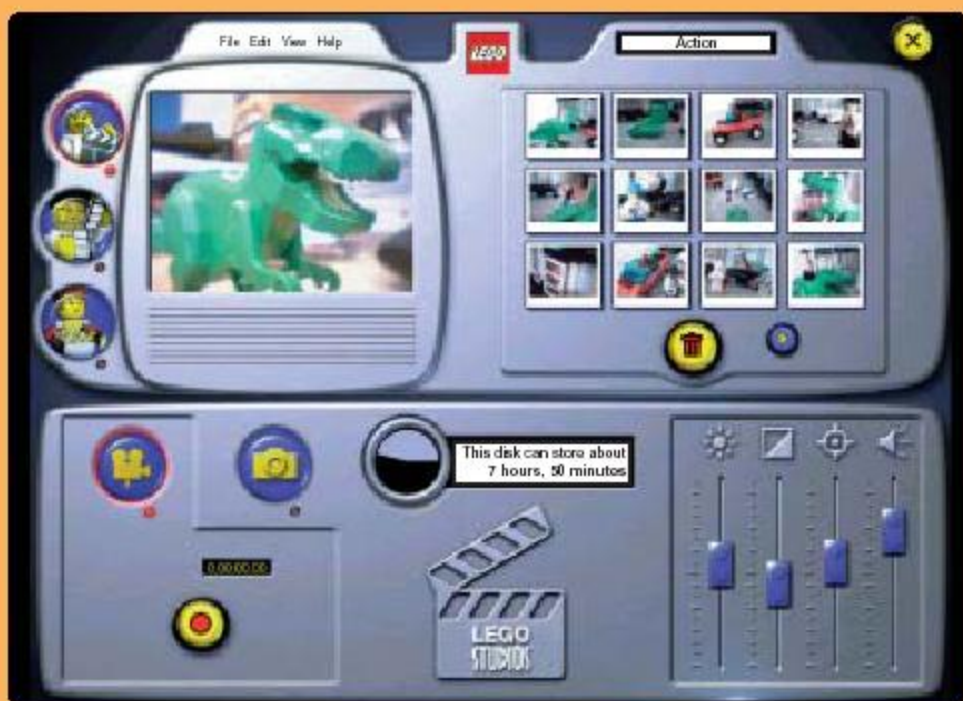 File Edit View Help
LEGO
Action
This disk can store about
7 hours, 50 minutes
0:00:00.00
LEGO
STUDIOS